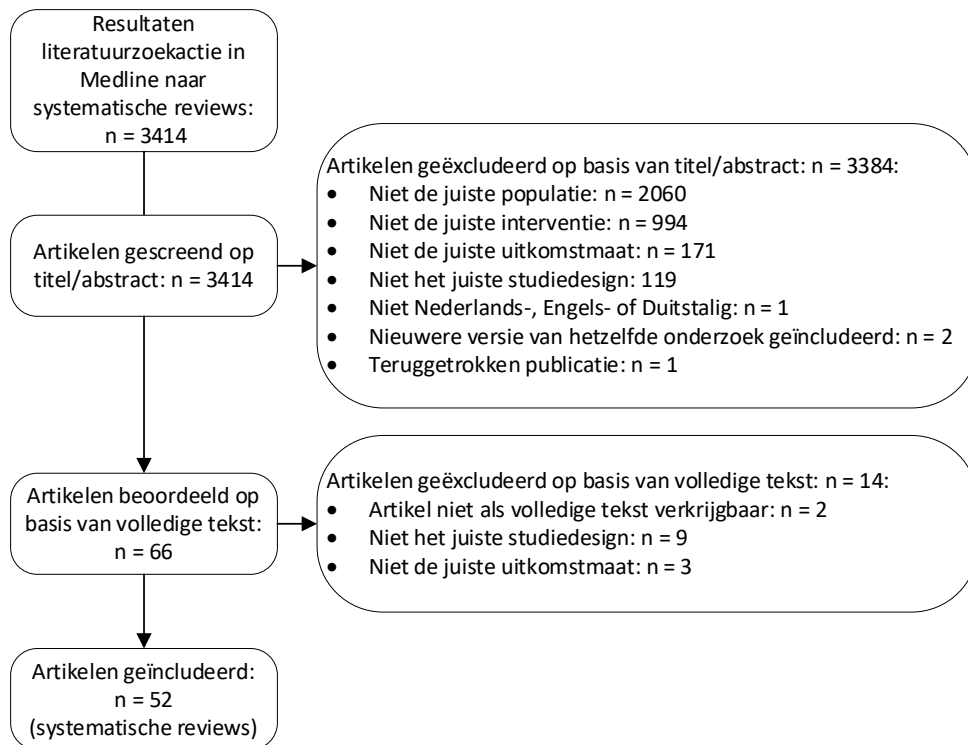 Resultaten
literatuurzoekactie in
Medline naar
systematische reviews:
n = 3414
Artikelen gescreend op
titel/abstract: n = 3414
Artikelen geëxcludeerd op basis van titel/abstract: n = 3384:
• Niet de juiste populatie: n = 2060
• Niet de juiste interventie: n = 994
• Niet de juiste uitkomstmaat: n = 171
• Niet het juiste studiedesign: 119
• Niet Nederlands-, Engels- of Duitstalig: n = 1
• Nieuwere versie van hetzelfde onderzoek geïncludeerd: n = 2
• Teruggetrokken publicatie: n = 1
Artikelen beoordeeld op
basis van volledige tekst:
n = 66
Artikelen geëxcludeerd op basis van volledige tekst: n = 14:
• Artikel niet als volledige tekst verkrijgbaar: n = 2
• Niet het juiste studiedesign: n = 9
• Niet de juiste uitkomstmaat: n = 3
Artikelen geïncludeerd:
n = 52
(systematische reviews)